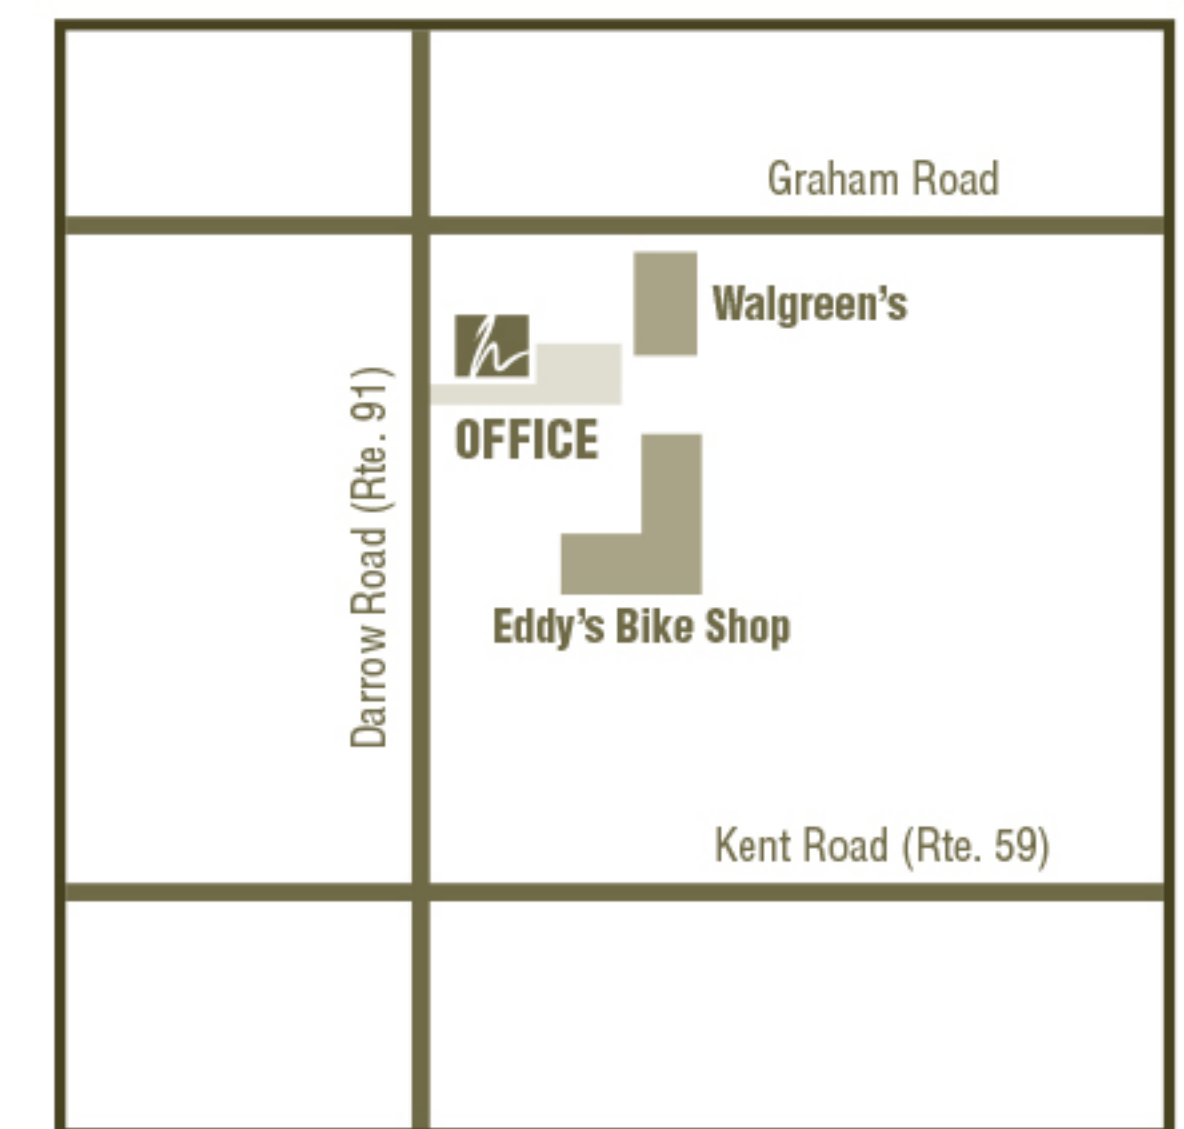 Graham Road
Walgreen's
h
OFFICE
Darrow Road (Rte. 91)
Eddy's Bike Shop
Kent Road (Rte. 59)